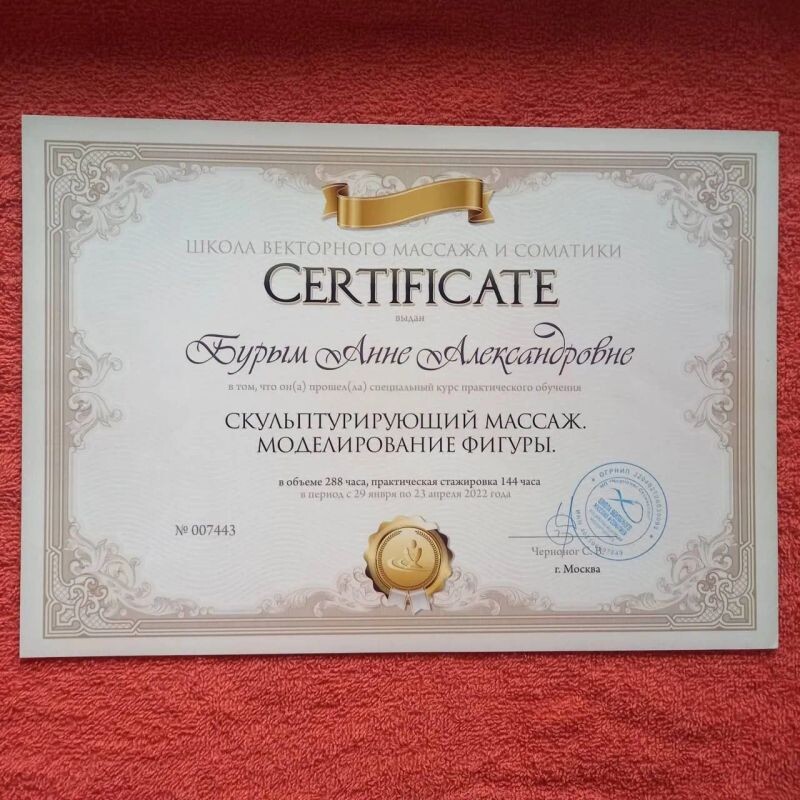 ШКОЛА ВЕКТОРНОГО МАССАЖА И СОМАТИКИ
CERTIFICATE
выдан
Бурым Анне Александровне
в том, что он(а) прошел(ла) специальный курс практического обучения
СКУЛЬПТУРИРУЮЩИЙ МАССАЖ.
МОДЕЛИРОВАНИЕ ФИГУРЫ.
в объеме 288 часа, практическая стажировка 144 часа
в период с 29 января по 23 апреля 2022 года
№ 007443
ОГРНИП
Черноног С. В.
г. Москва